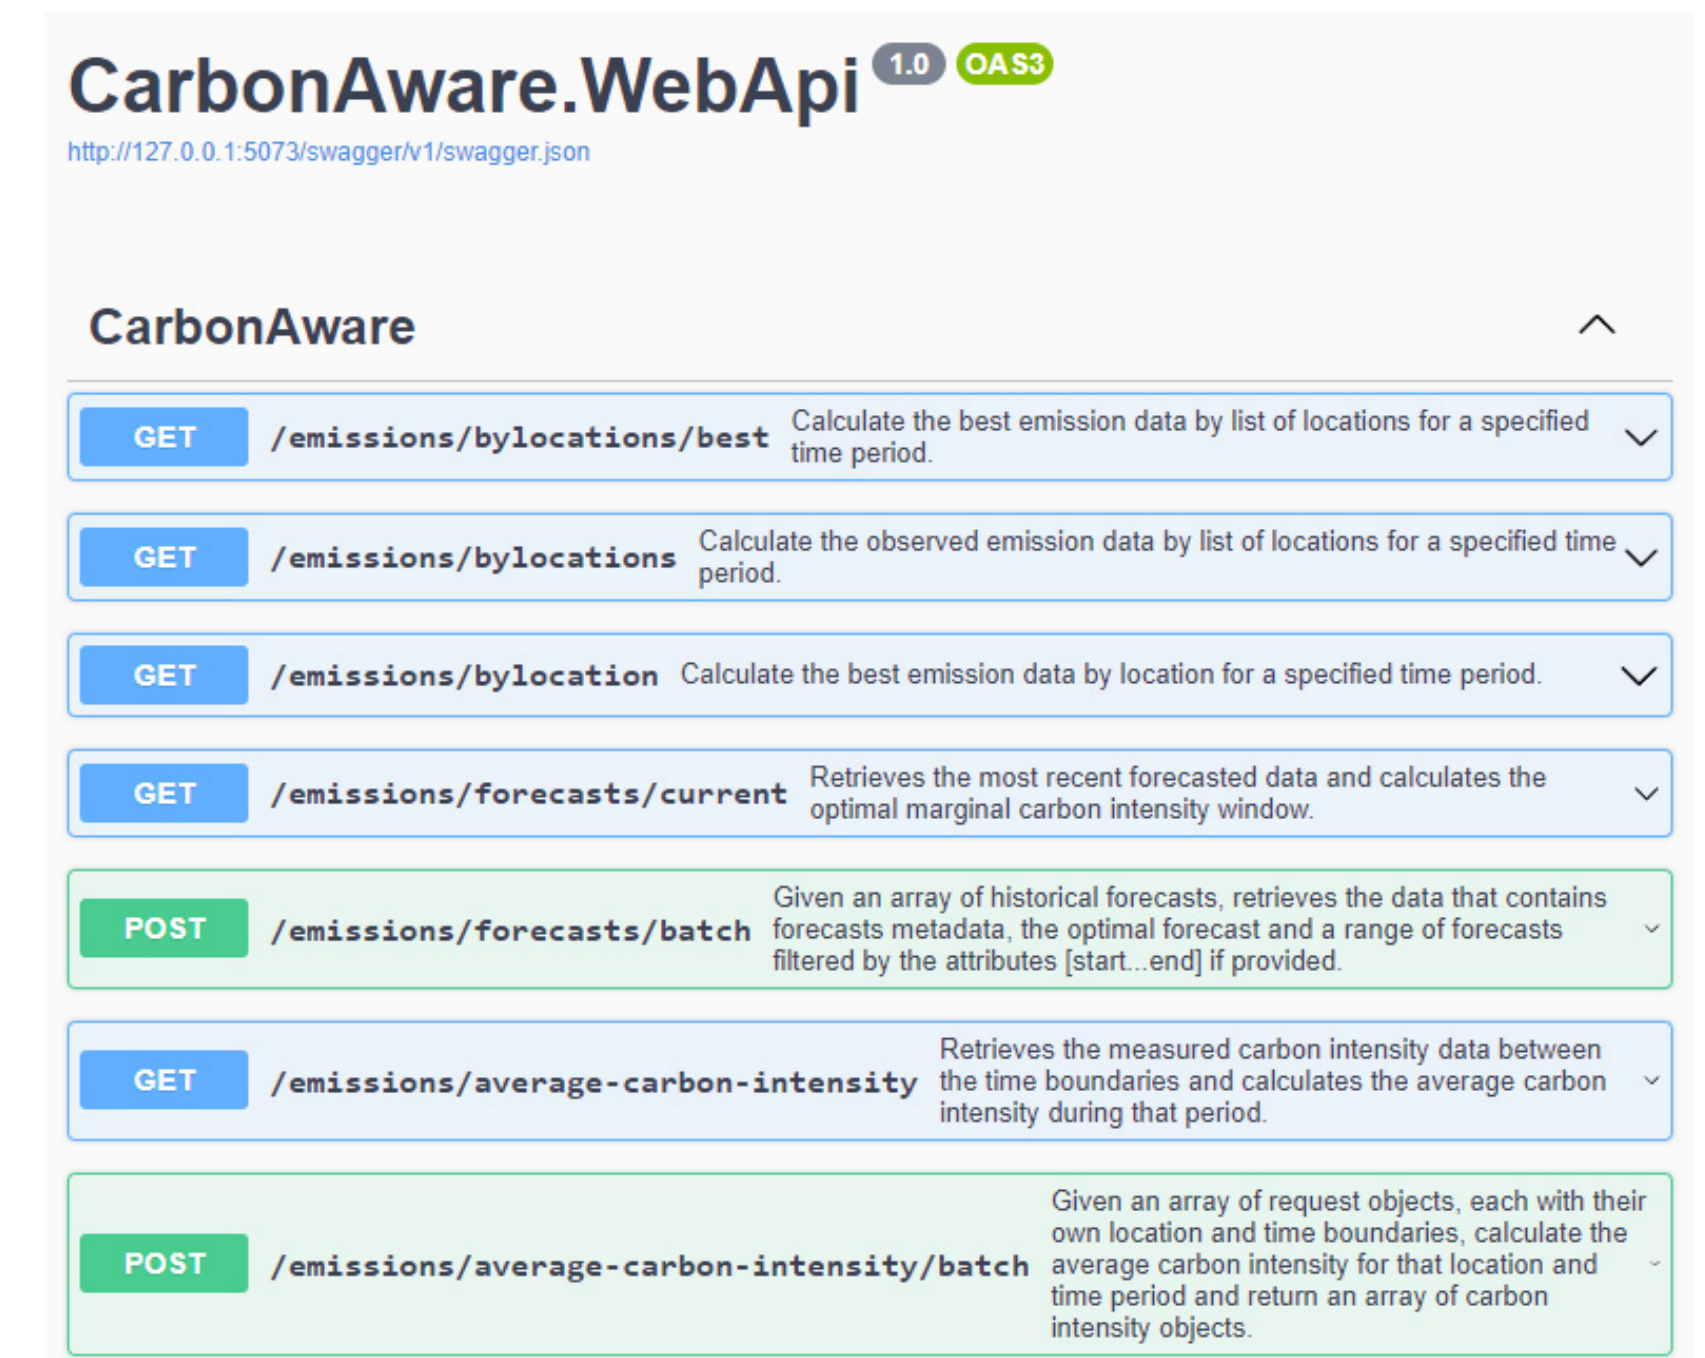 CarbonAware.WebApi 1.0 OAS3
http://127.0.0.1:5073/swagger/v1/swagger.json
CarbonAware
GET /emissions/bylocations/best Calculate the best emission data by list of locations for a specified
time period.
GET /emissions/bylocations Calculate the observed emission data by list of locations for a specified time
period.
GET /emissions/bylocation Calculate the best emission data by location for a specified time period.
GET /emissions/forecasts/current Retrieves the most recent forecasted data and calculates the
optimal marginal carbon intensity window.
POST /emissions/forecasts/batch Given an array of historical forecasts, retrieves the data that contains
forecasts metadata, the optimal forecast and a range of forecasts
filtered by the attributes [start...end] if provided.
GET /emissions/average-carbon-intensity Retrieves the measured carbon intensity data between
the time boundaries and calculates the average carbon
intensity during that period.
POST /emissions/average-carbon-intensity/batch Given an array of request objects, each with their
own location and time boundaries, calculate the
average carbon intensity for that location and
time period and return an array of carbon
intensity objects.